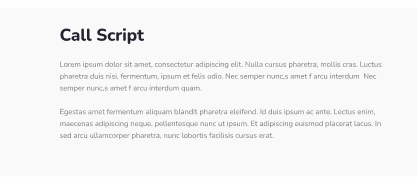 Call Script
Lorem ipsum dolor sit amet, consectetur adipiscing elit. Nulla cursus pharetra, mollis cras. Luctus
pharetra duis nisi, fermentum, ipsum et felis odio. Nec semper nunc,s amet f arcu interdum  Nec
semper nunc,s amet f arcu interdum quam.
Egestas amet fermentum aliquam blandit pharetra eleifend. Id duis ipsum ac ante. Lectus enim,
maecenas adipiscing neque, pellentesque nunc ut ipsum. Et adipiscing euismod placerat lacus. In
sed arcu ullamcorper pharetra, nunc lobortis facilisis cursus erat.